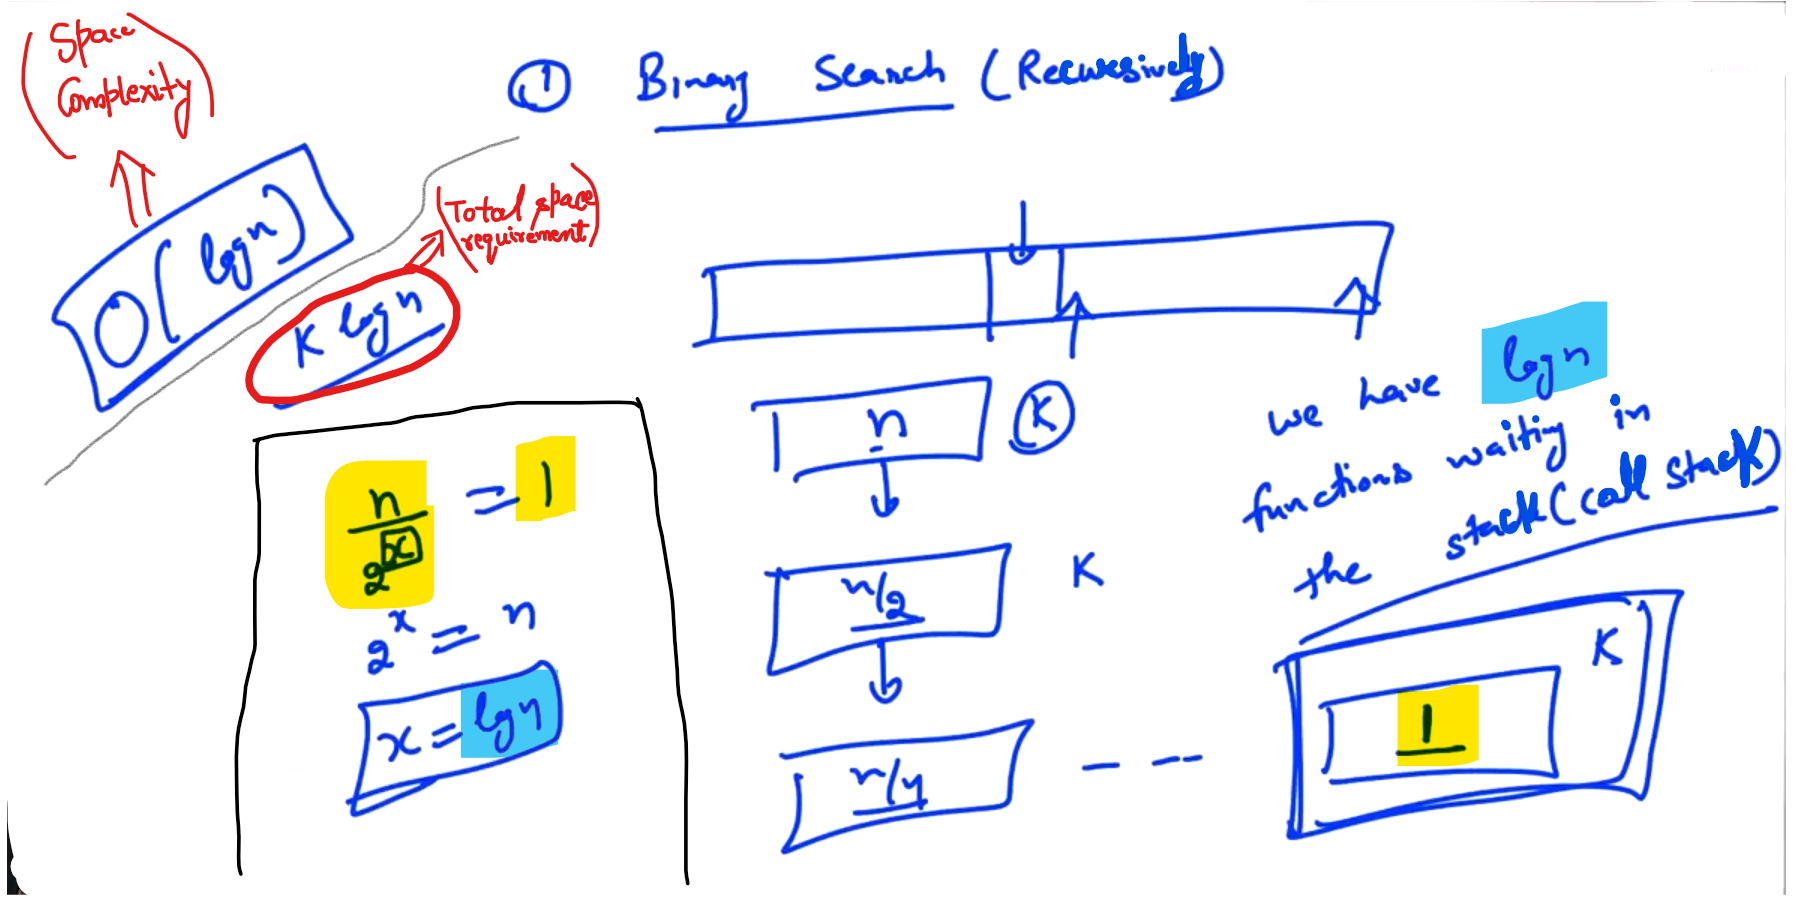 (Space
Complexity)
① Binary Search (Recursively)
O(log n)
(Total space
requirement)
K log n
n/2^x = 1
2^x = n
x = log n
n
K
n/2
K
n/4
- - -
we have log n
functions waiting in
the stack (call stack)
K
1